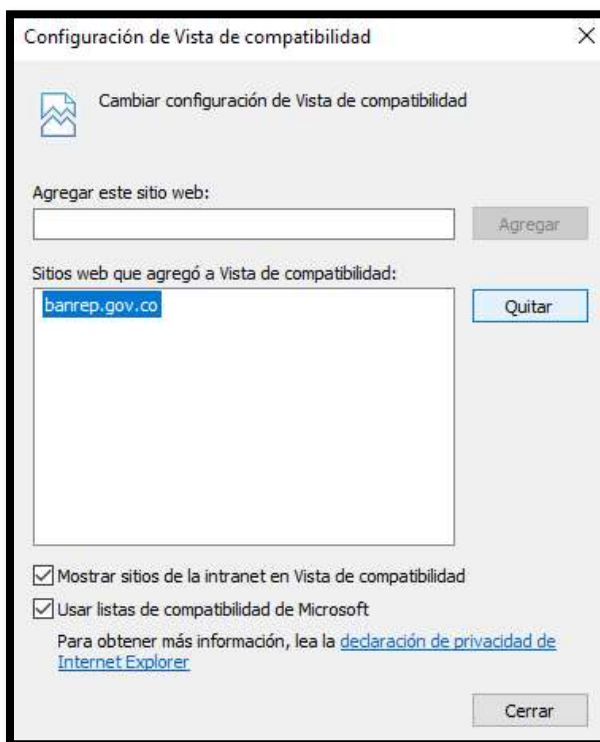 Configuración de Vista de compatibilidad
Cambiar configuración de Vista de compatibilidad
Agregar este sitio web:
Agregar
Sitios web que agregó a Vista de compatibilidad:
banrep.gov.co
Quitar
Mostrar sitios de la intranet en Vista de compatibilidad
Usar listas de compatibilidad de Microsoft
Para obtener más información, lea la declaración de privacidad de
Internet Explorer
Cerrar